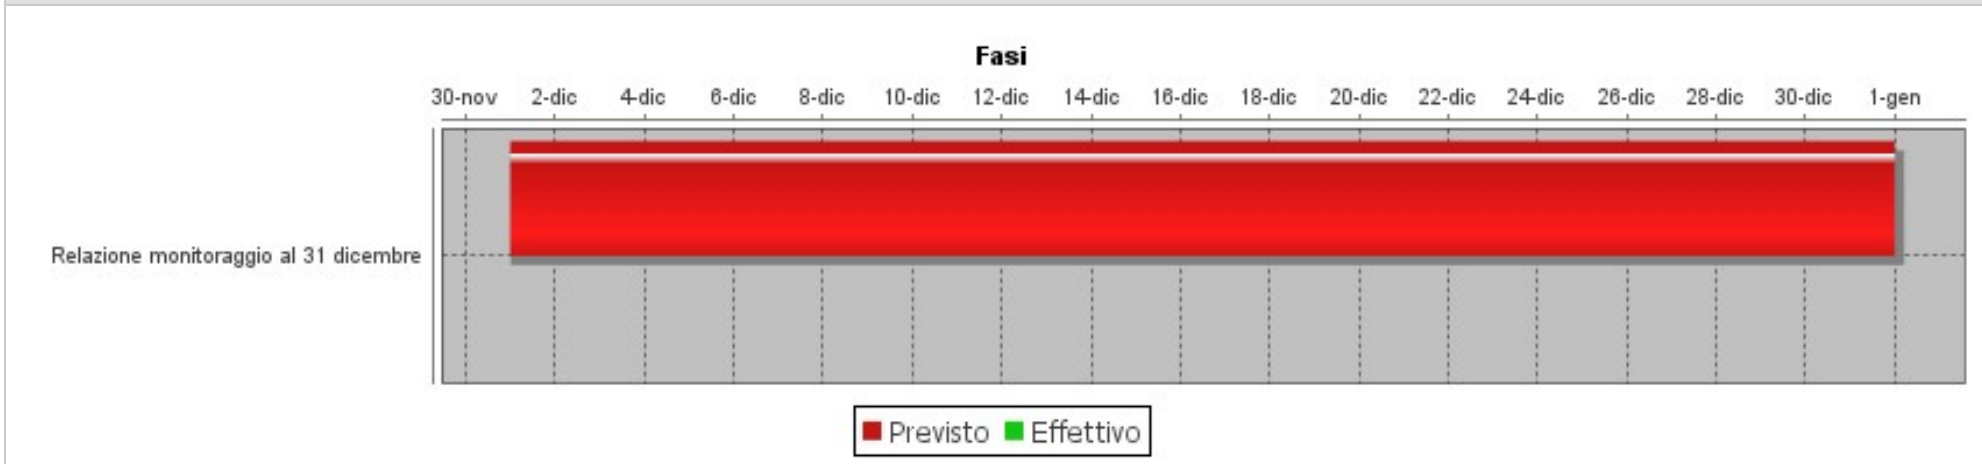 Fasi
30-nov 2-dic 4-dic 6-dic 8-dic 10-dic 12-dic 14-dic 16-dic 18-dic 20-dic 22-dic 24-dic 26-dic 28-dic 30-dic 1-gen
Relazione monitoraggio al 31 dicembre
Previsto Effettivo